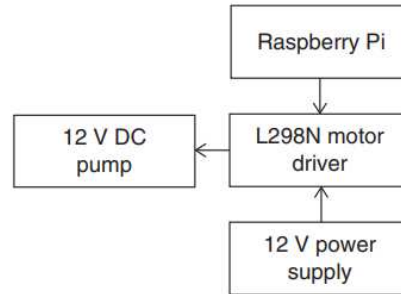 Raspberry Pi
12 V DC
pump
L298N motor
driver
12 V power
supply